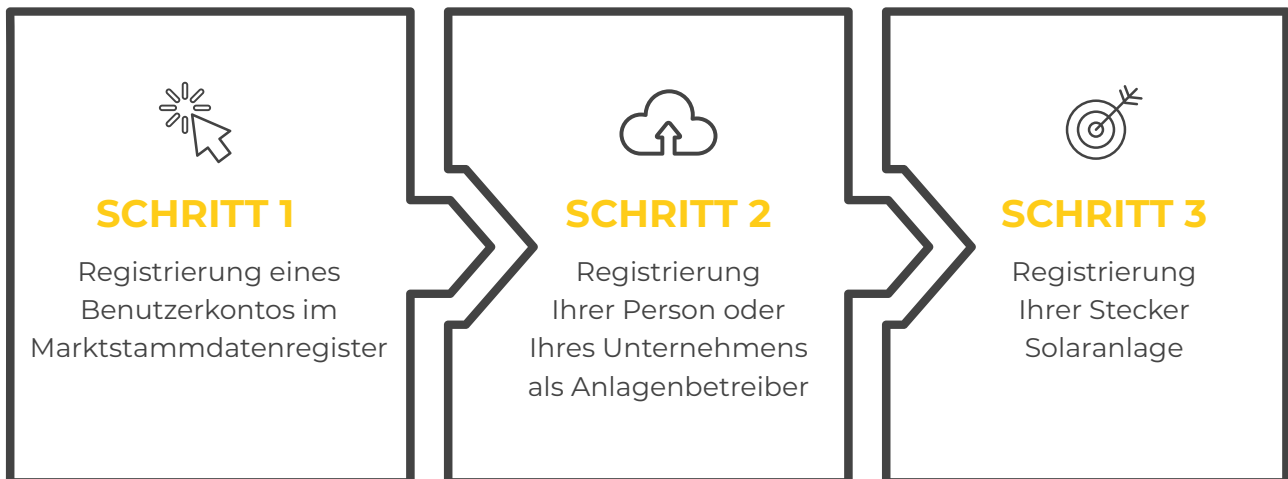 SCHRITT 1
Registrierung eines
Benutzerkontos im
Marktstammdatenregister
SCHRITT 2
Registrierung
Ihrer Person oder
Ihres Unternehmens
als Anlagenbetreiber
SCHRITT 3
Registrierung
Ihrer Stecker
Solaranlage